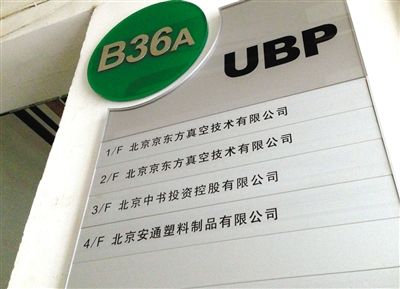 B36A
UBP
1/F 北京京东方真空技术有限公司
2/F 北京京东方真空技术有限公司
3/F 北京中书投资控股有限公司
4/F 北京安通塑料制品有限公司